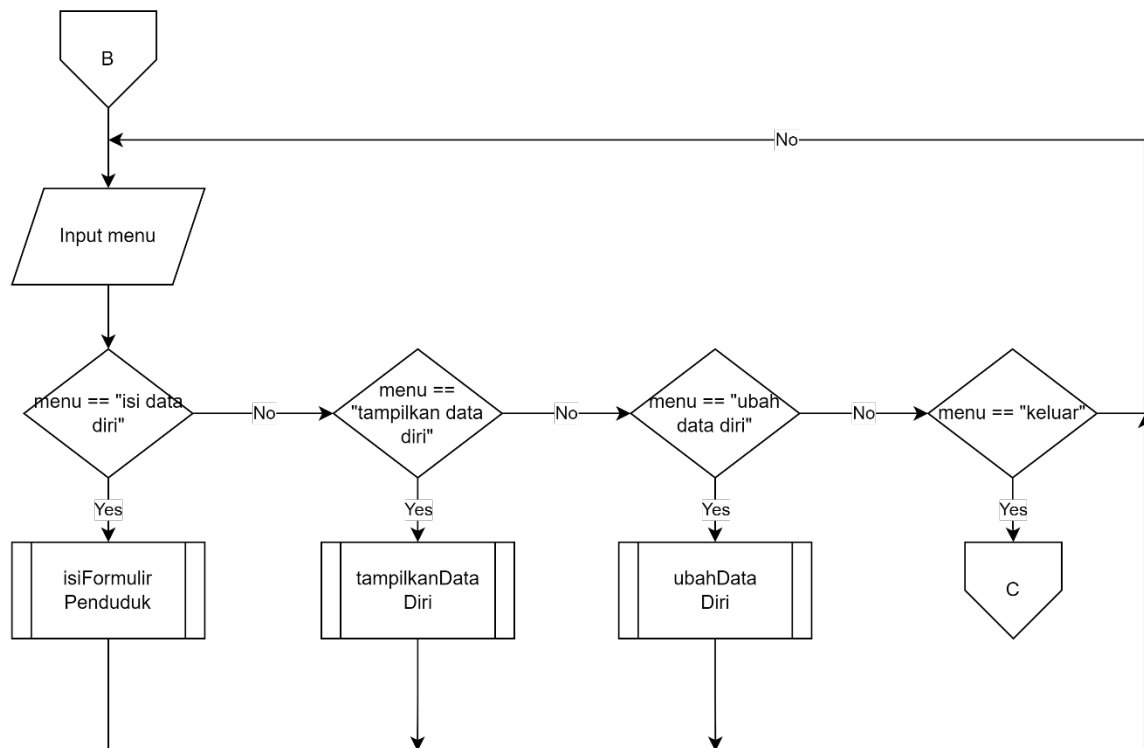 B
No
Input menu
menu == "isi data
diri"
No
menu ==
"tampilkan data
diri"
No
menu == "ubah
data diri"
No
menu == "keluar"
Yes
Yes
Yes
Yes
isiFormulir
Penduduk
tampilkanData
Diri
ubahData
Diri
C